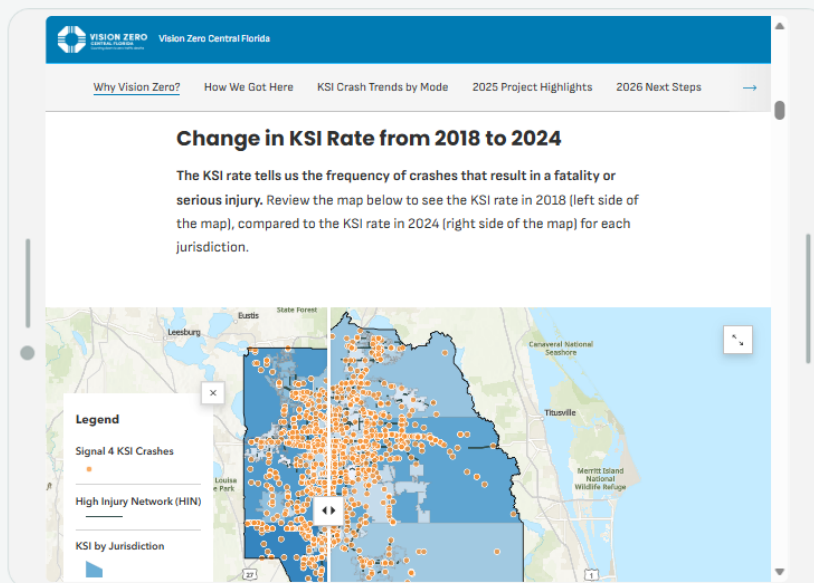 VISION ZERO
CENTRAL FLORIDA
Vision Zero Central Florida
Why Vision Zero?
How We Got Here
KSI Crash Trends by Mode
2025 Project Highlights
2026 Next Steps
→
Change in KSI Rate from 2018 to 2024
The KSI rate tells us the frequency of crashes that result in a fatality or
serious injury. Review the map below to see the KSI rate in 2018 (left side of
the map), compared to the KSI rate in 2024 (right side of the map) for each
jurisdiction.
State Forest
Eustis
Leesburg
Canaveral National
Seashore
Titusville
Merritt Island
National
Wildlife Refuge
Louisa
e Park
27
1
Legend
Signal 4 KSI Crashes
High Injury Network (HIN)
KSI by Jurisdiction